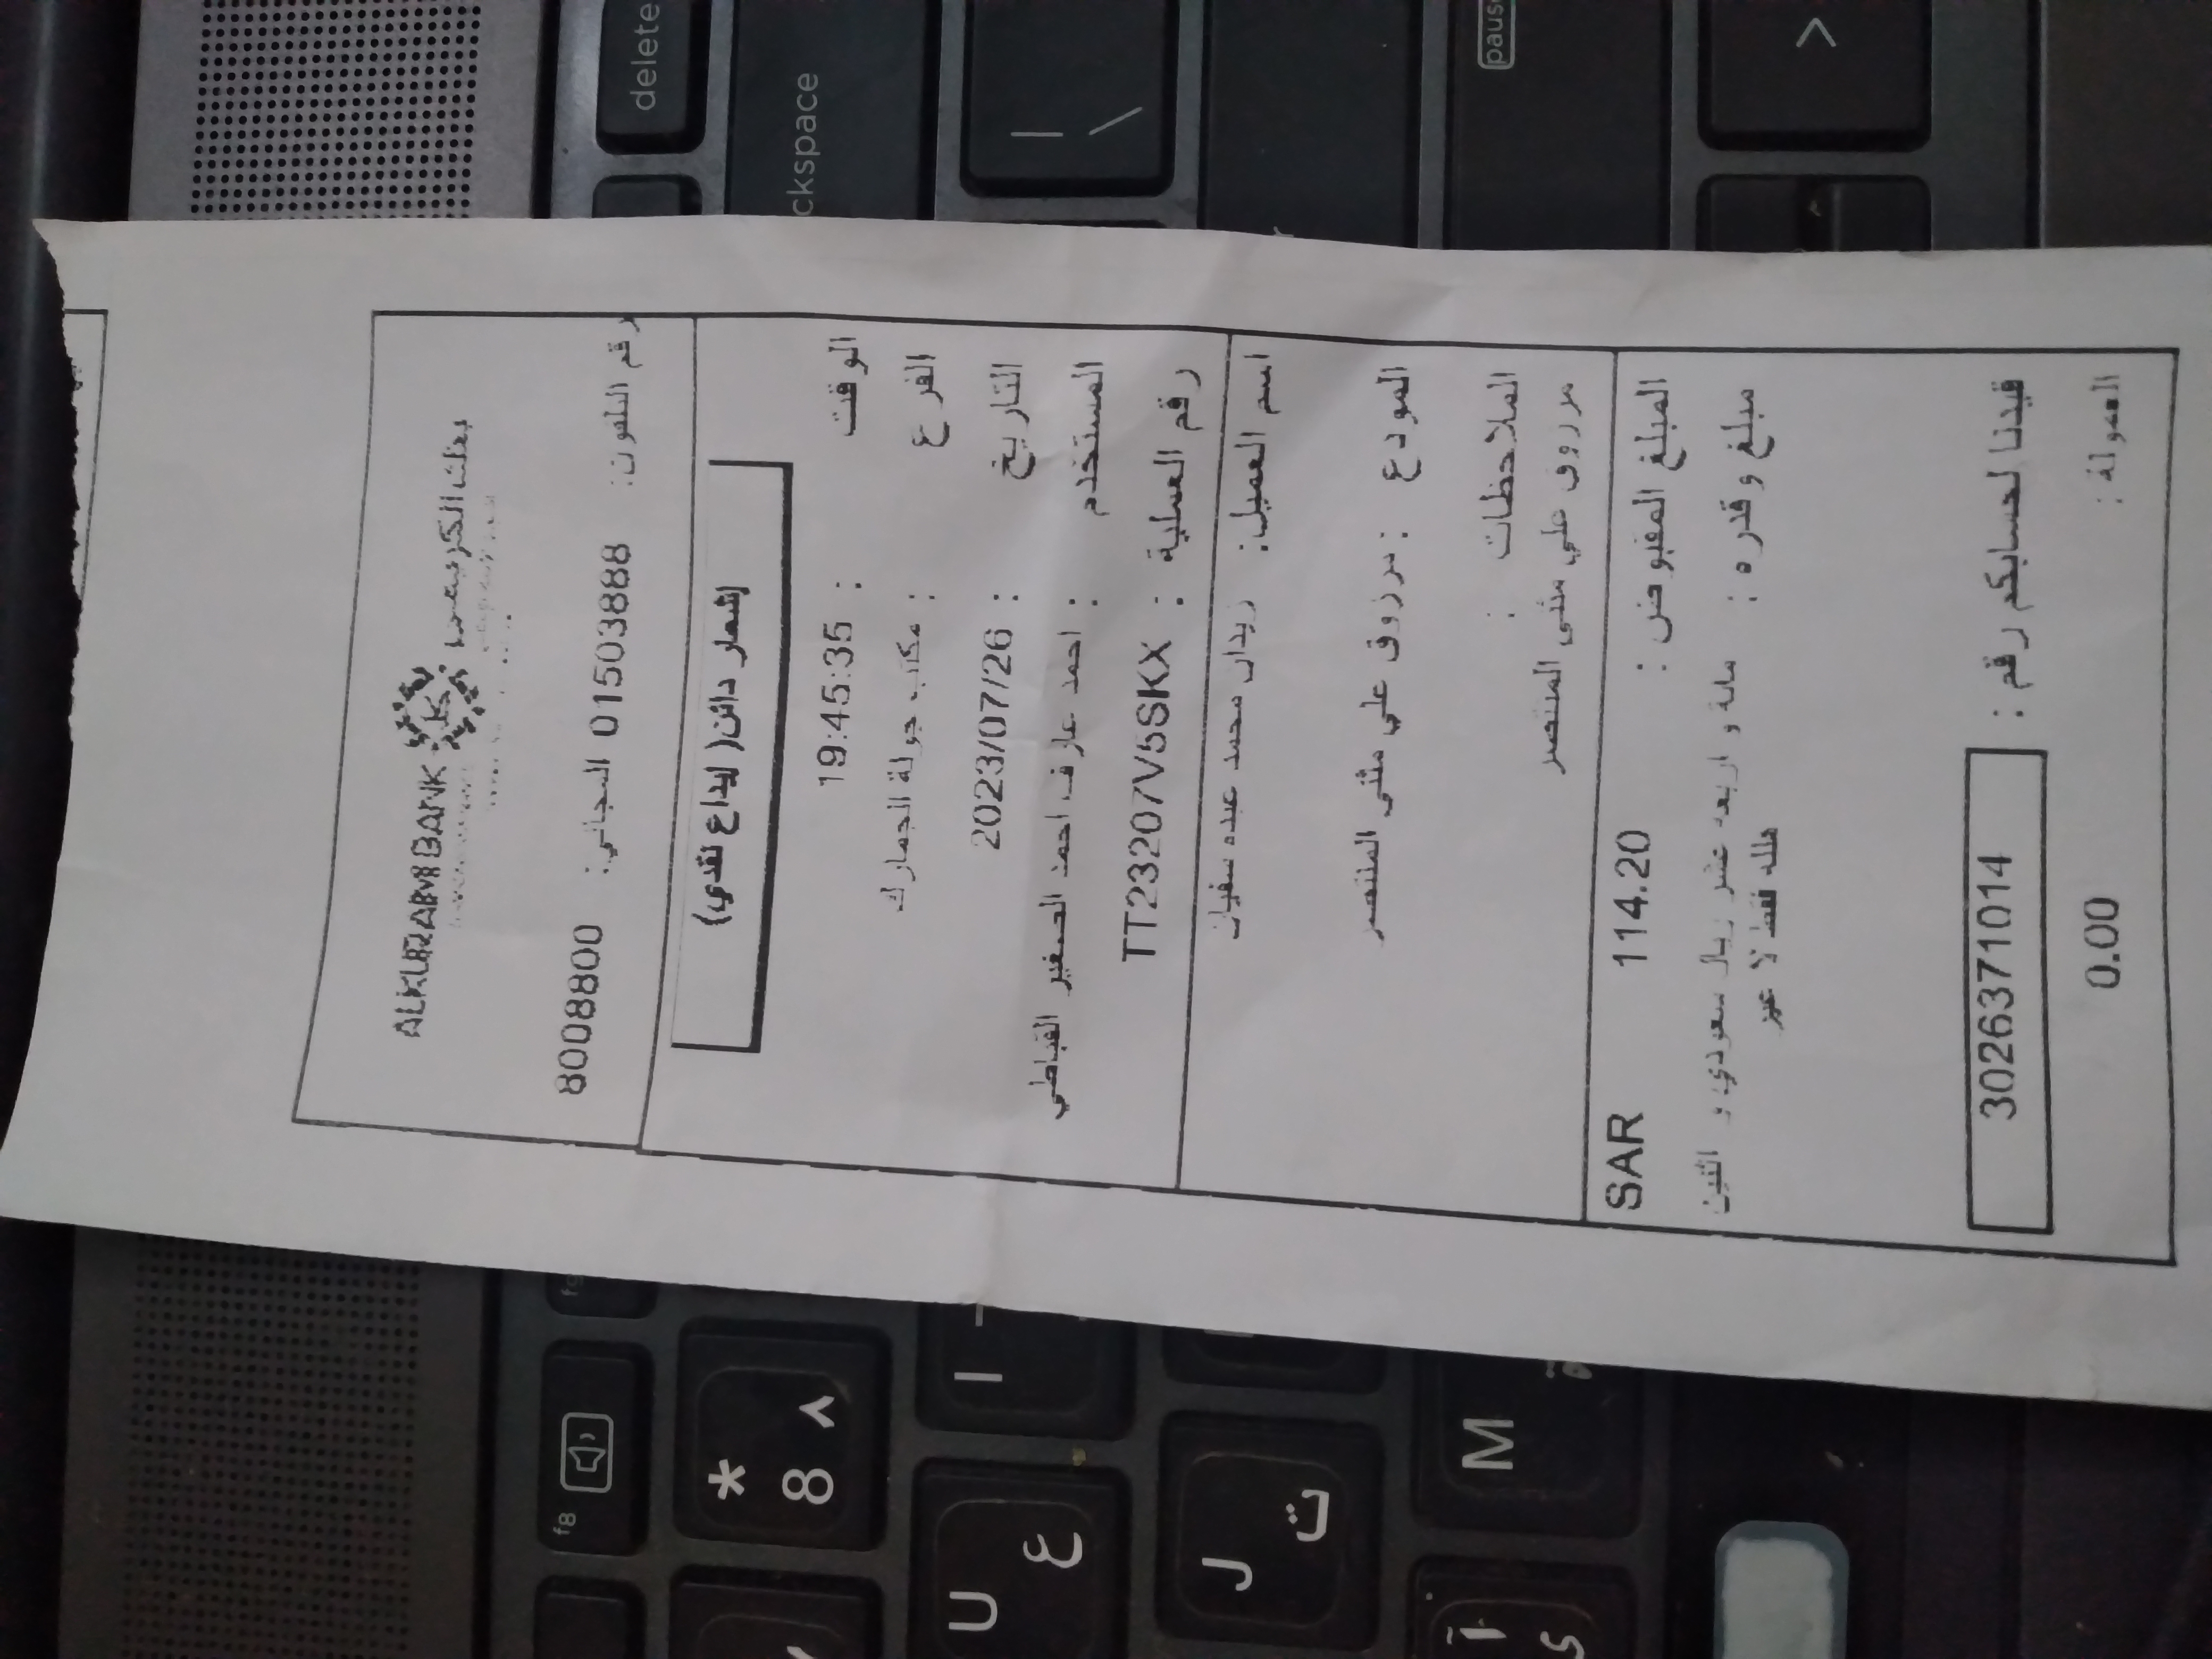 ALKURAIMI BANK بنك الكريمي
رقم التلفون: 01503888 المجاني: 8008800
إشعار دائن( إيداع نقدي)
الوقت : 19:45:35
الفرع : مكتب جولة الجمارك
التاريخ : 2023/07/26
المستخدم : احمد عارف احمد الصغير القباطي
رقم العملية : TT23207V5SKX
اسم العميل: زيدان محمد عبده سفيان
المودع : مرزوق علي مثنى المنتصر
الملاحظات :
مرزوق علي مثنى المنتصر
المبلغ المقبوض : 114.20 SAR
مبلغ وقدره : مائة و اربعه عشر ريال سعودي و اثنين
هلله فقط لا غير
قيدنا لحسابكم رقم : 3026371014
العمولة : 0.00
f8
delete
* 8 ٨
ckspace
U ع
I
| \
J ت
M ة
آ ى
pause
>